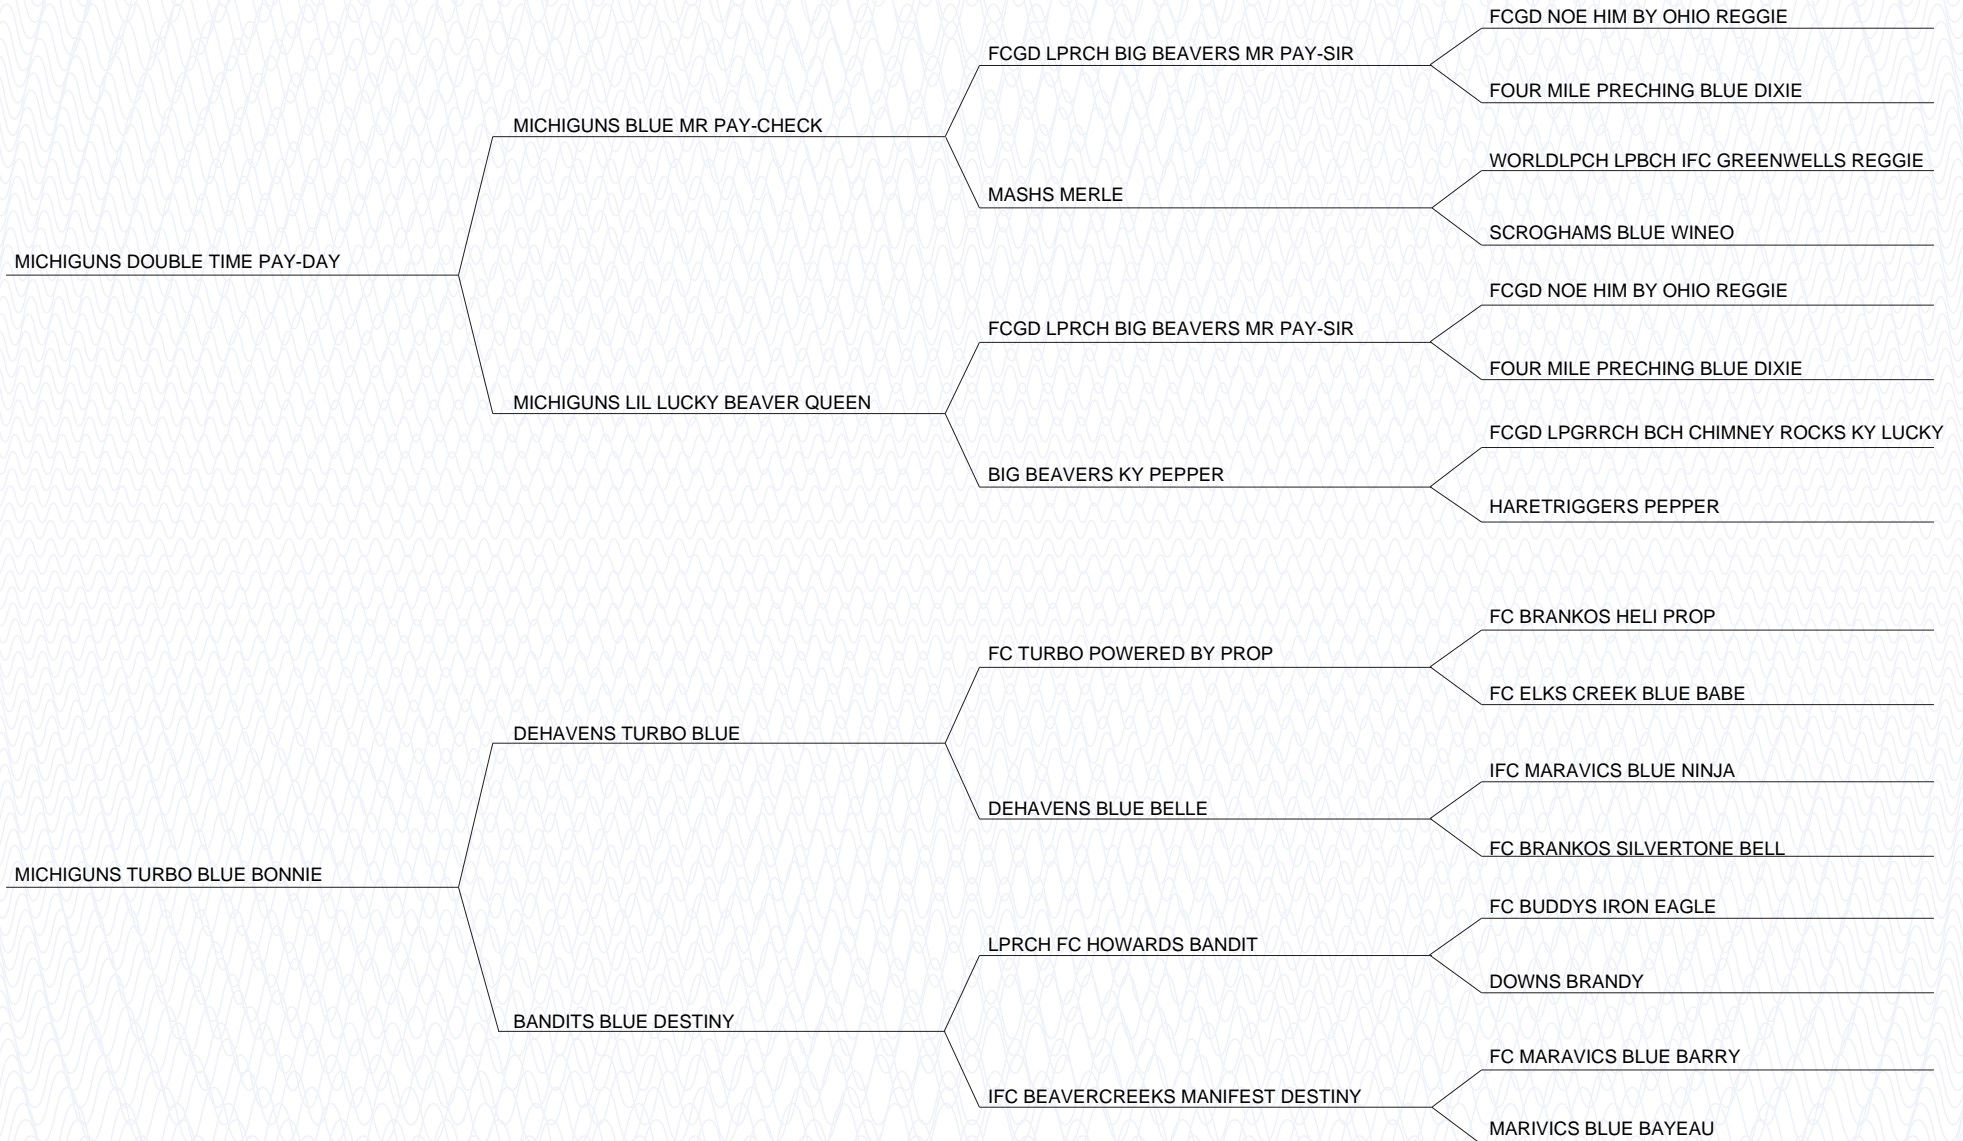 FCGD NOE HIM BY OHIO REGGIE
FCGD LPRCH BIG BEAVERS MR PAY-SIR
FOUR MILE PRECHING BLUE DIXIE
MICHIGUNS BLUE MR PAY-CHECK
WORLDLPCH LPBCH IFC GREENWELLS REGGIE
MASHS MERLE
SCROGHAMS BLUE WINEO
MICHIGUNS DOUBLE TIME PAY-DAY
FCGD NOE HIM BY OHIO REGGIE
FCGD LPRCH BIG BEAVERS MR PAY-SIR
FOUR MILE PRECHING BLUE DIXIE
MICHIGUNS LIL LUCKY BEAVER QUEEN
FCGD LPGRRCH BCH CHIMNEY ROCKS KY LUCKY
BIG BEAVERS KY PEPPER
HARETRIGGERS PEPPER
FC BRANKOS HELI PROP
FC TURBO POWERED BY PROP
FC ELKS CREEK BLUE BABE
DEHAVENS TURBO BLUE
IFC MARAVICS BLUE NINJA
DEHAVENS BLUE BELLE
FC BRANKOS SILVERTONE BELL
MICHIGUNS TURBO BLUE BONNIE
FC BUDDYS IRON EAGLE
LPRCH FC HOWARDS BANDIT
DOWNS BRANDY
BANDITS BLUE DESTINY
FC MARAVICS BLUE BARRY
IFC BEAVERCREEKS MANIFEST DESTINY
MARIVICS BLUE BAYEAU